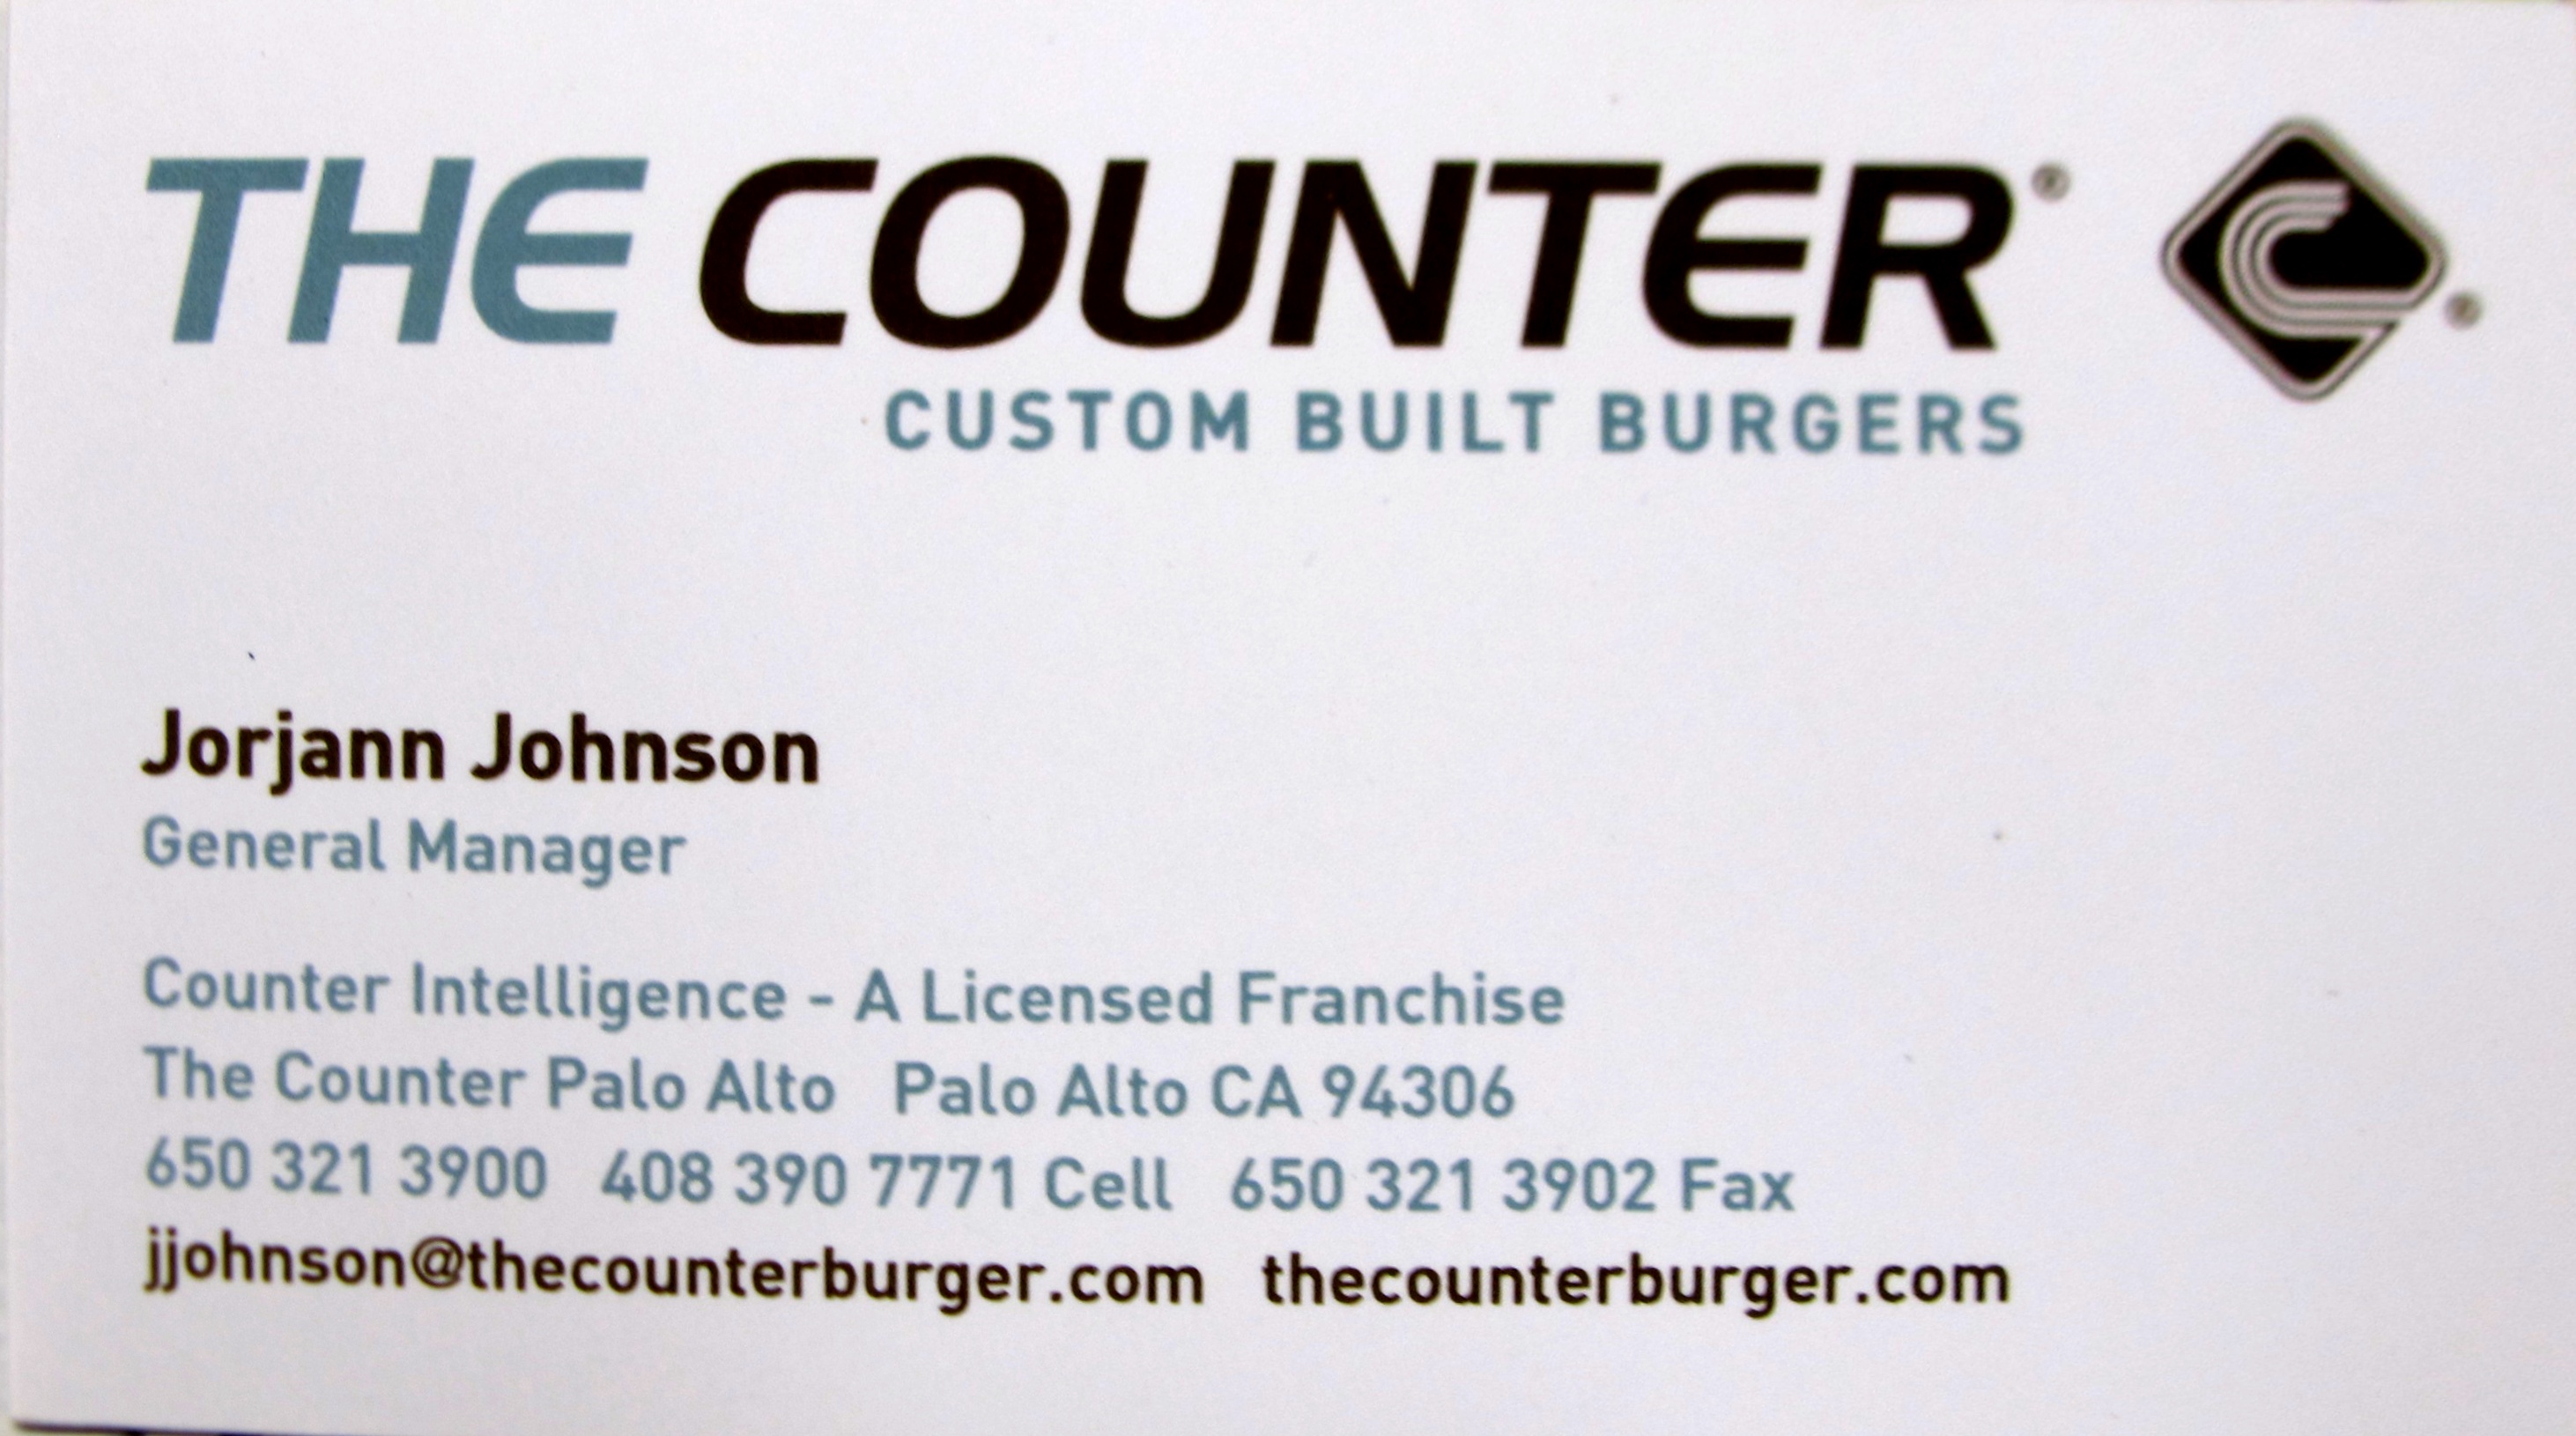 THE COUNTER®
CUSTOM BUILT BURGERS
Jorjann Johnson
General Manager
Counter Intelligence - A Licensed Franchise
The Counter Palo Alto   Palo Alto CA 94306
650 321 3900   408 390 7771 Cell   650 321 3902 Fax
jjohnson@thecounterburger.com   thecounterburger.com